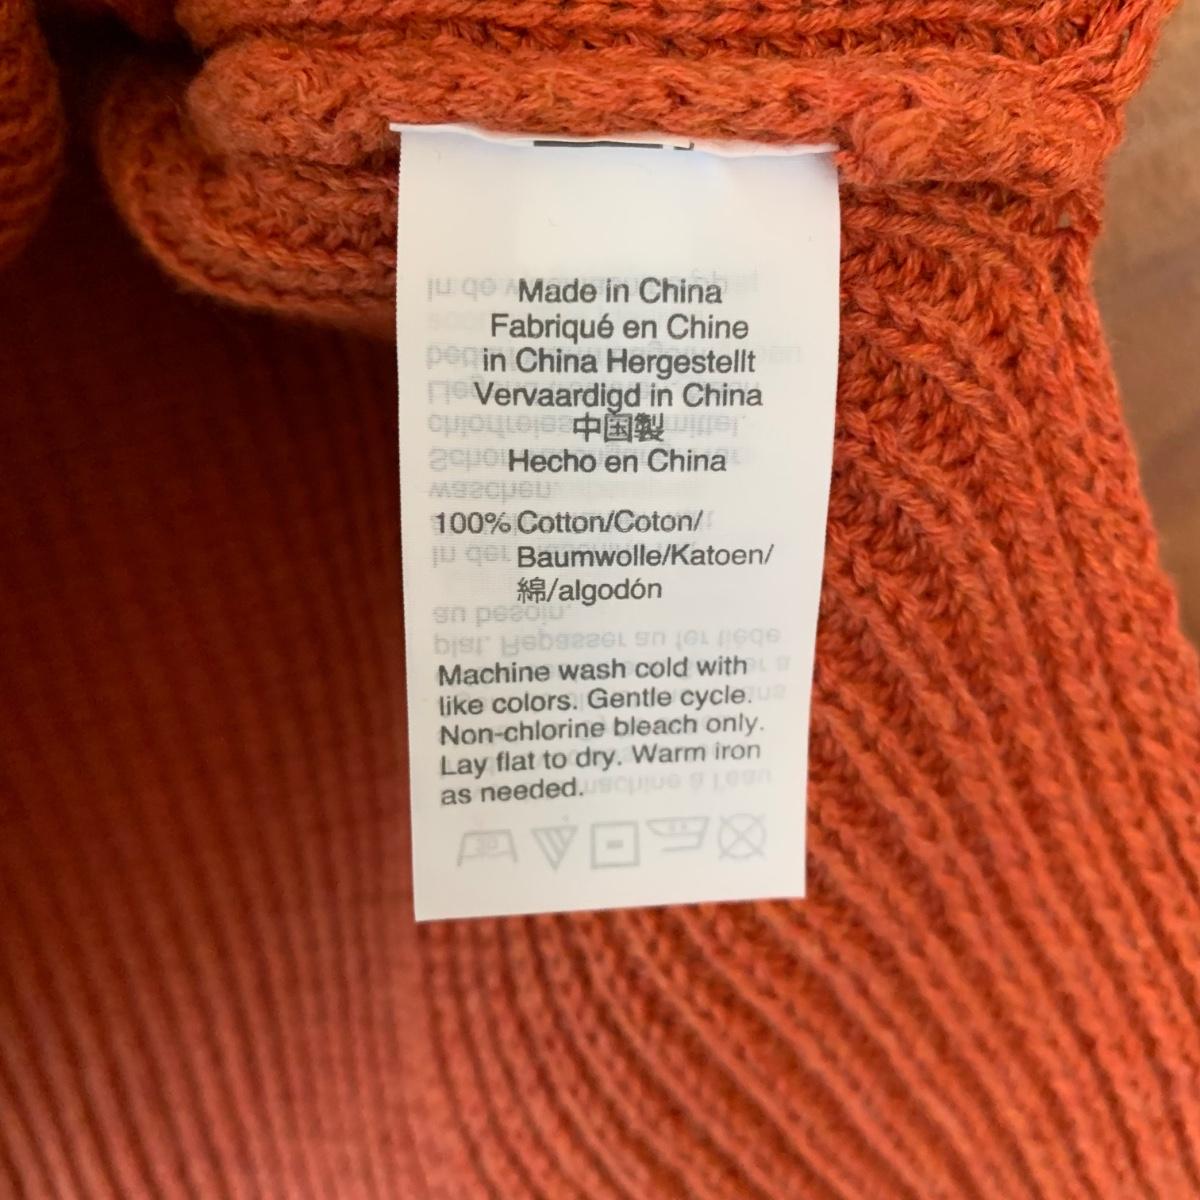 Made in China
Fabriqué en Chine
in China Hergestellt
Vervaardigd in China
中国製
Hecho en China
100% Cotton/Coton/
Baumwolle/Katoen/
綿/algodón
Machine wash cold with
like colors. Gentle cycle.
Non-chlorine bleach only.
Lay flat to dry. Warm iron
as needed.